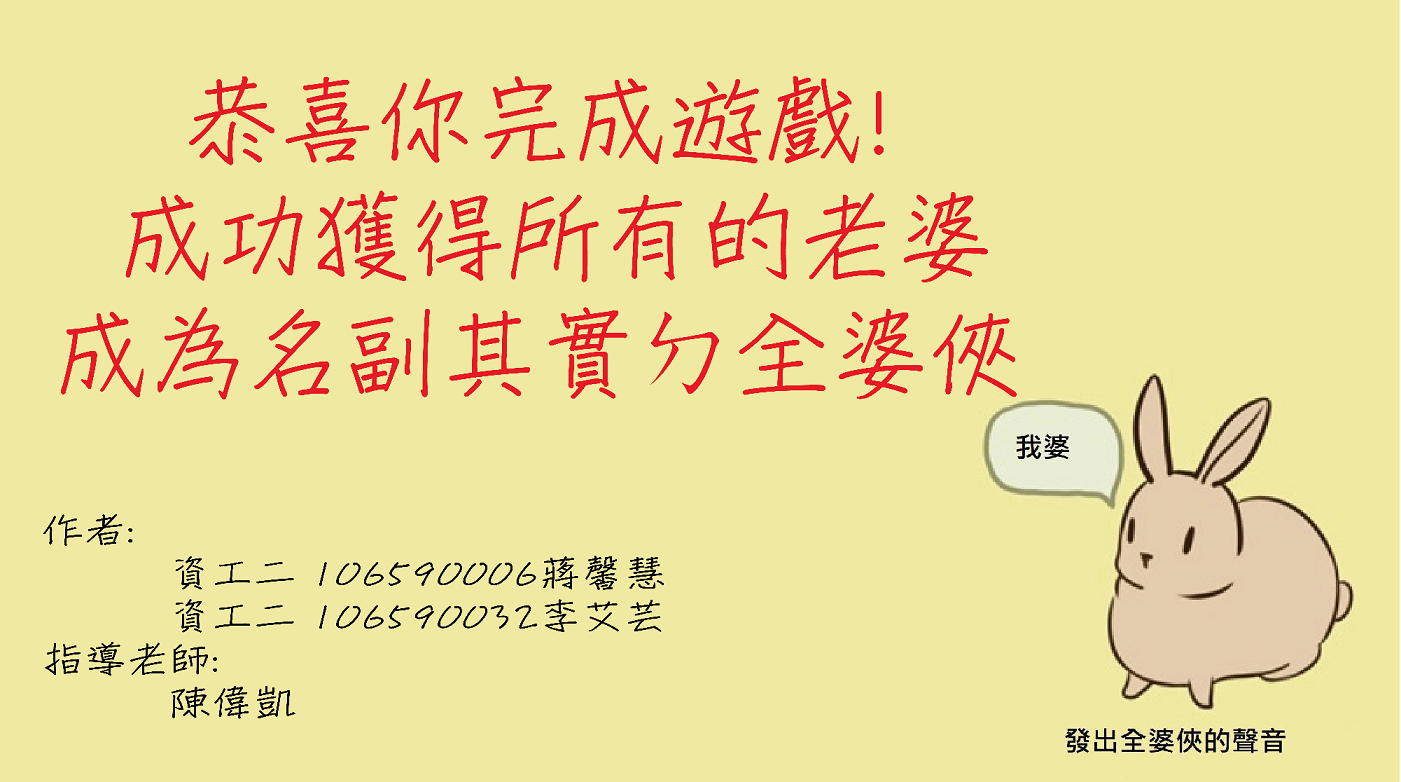 恭喜你完成遊戲!
成功獲得所有的老婆
成為名副其實ㄉ全婆俠
我婆
作者:
資工二 106590006蔣馨慧
資工二 106590032李艾芸
指導老師:
陳偉凱
發出全婆俠的聲音